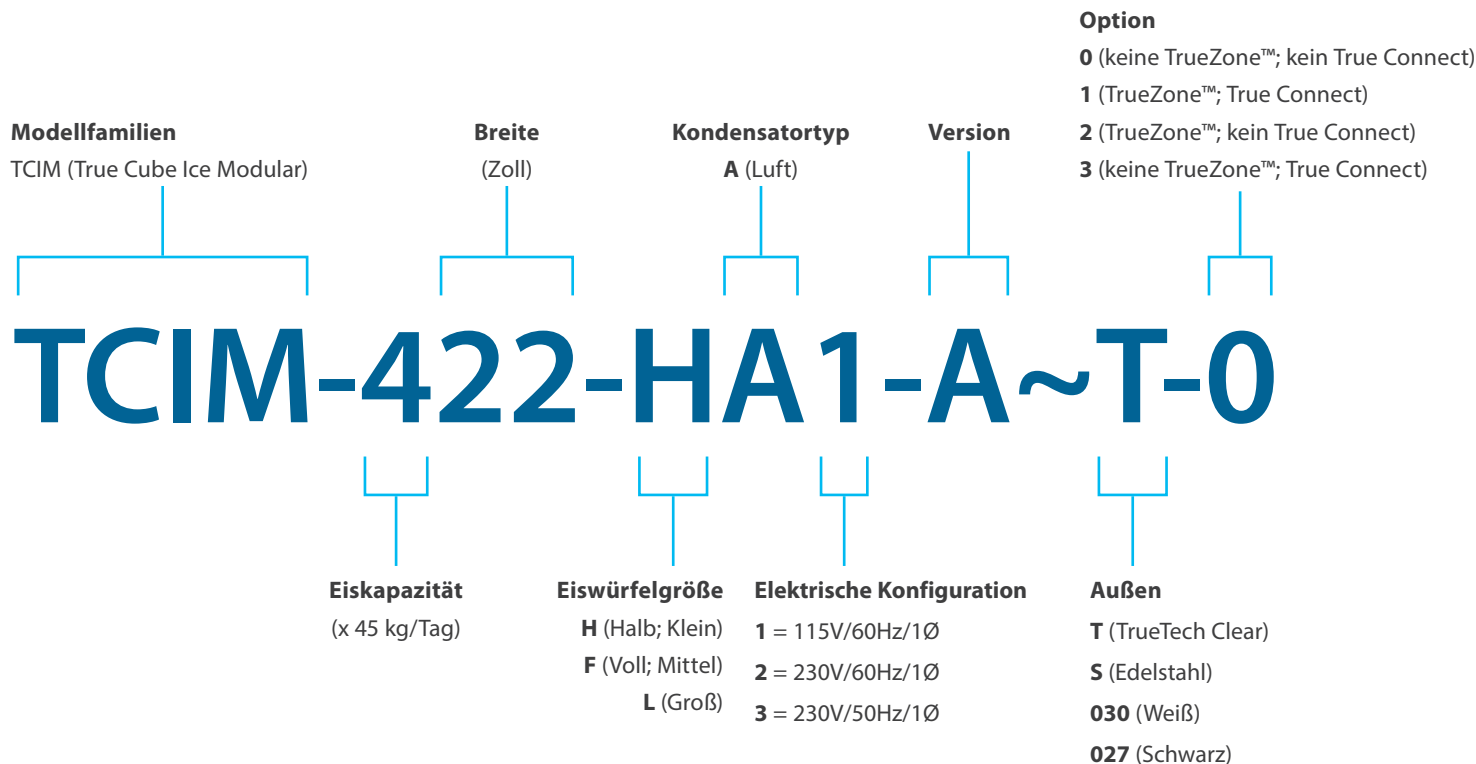 Option
0 (keine TrueZone™; kein True Connect)
1 (TrueZone™; True Connect)
2 (TrueZone™; kein True Connect)
3 (keine TrueZone™; True Connect)
Modellfamilien
TCIM (True Cube Ice Modular)
Breite
(Zoll)
Kondensatortyp
A (Luft)
Version
TCIM-422-HA1-A~T-0
Eiskapazität
(x 45 kg/Tag)
Eiswürfelgröße
H (Halb; Klein)
F (Voll; Mittel)
L (Groß)
Elektrische Konfiguration
1 = 115V/60Hz/1Ø
2 = 230V/60Hz/1Ø
3 = 230V/50Hz/1Ø
Außen
T (TrueTech Clear)
S (Edelstahl)
030 (Weiß)
027 (Schwarz)